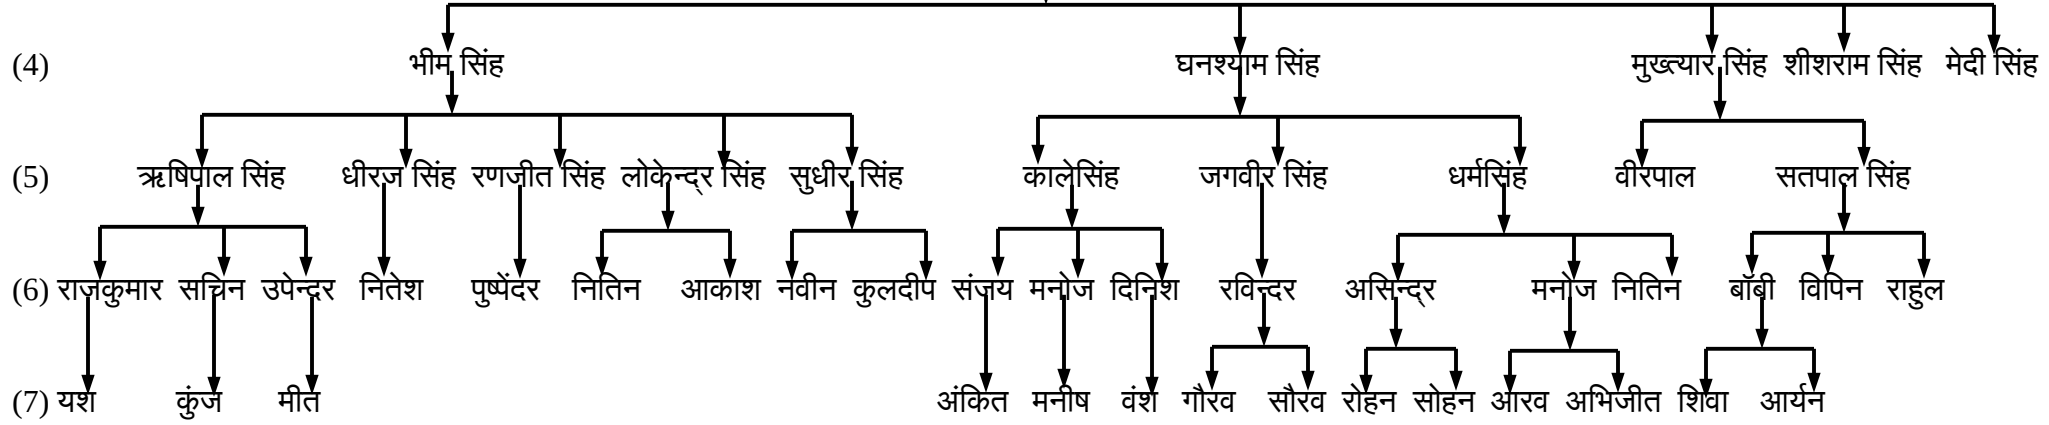 (4) भीम सिंह घनश्याम सिंह मुख्त्यार सिंह शीशराम सिंह मेदी सिंह
(5) ऋषिपाल सिंह धीरज सिंह रणजीत सिंह लोकेन्द्र सिंह सुधीर सिंह कालेसिंह जगवीर सिंह धर्मसिंह वीरपाल सतपाल सिंह
(6) राजकुमार सचिन उपेन्दर नितेश पुष्पेंदर नितिन आकाश नवीन कुलदीप संजय मनोज दिनिश रविन्दर असिन्द्र मनोज नितिन बॉबी विपिन राहुल
(7) यश कुंज मीत अंकित मनीष वंश गौरव सौरव रोहन सोहन आरव अभिजीत शिवा आर्यन